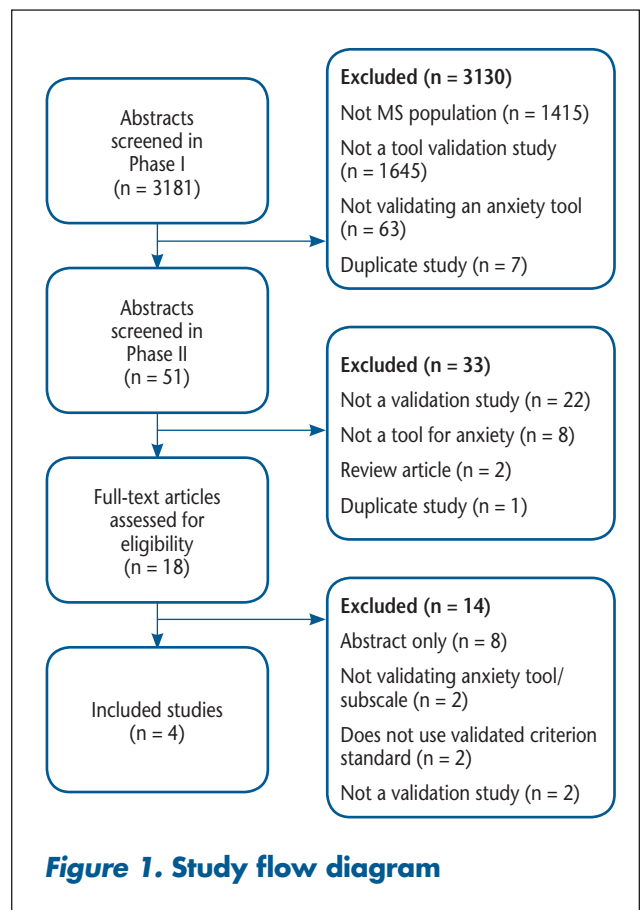 Abstracts
screened in
Phase I
(n = 3181)
Excluded (n = 3130)
Not MS population (n = 1415)
Not a tool validation study
(n = 1645)
Not validating an anxiety tool
(n = 63)
Duplicate study (n = 7)
Abstracts
screened in
Phase II
(n = 51)
Excluded (n = 33)
Not a validation study (n = 22)
Not a tool for anxiety (n = 8)
Review article (n = 2)
Duplicate study (n = 1)
Full-text articles
assessed for
eligibility
(n = 18)
Excluded (n = 14)
Abstract only (n = 8)
Not validating anxiety tool/
subscale (n = 2)
Does not use validated criterion
standard (n = 2)
Not a validation study (n = 2)
Included studies
(n = 4)
Figure 1. Study flow diagram